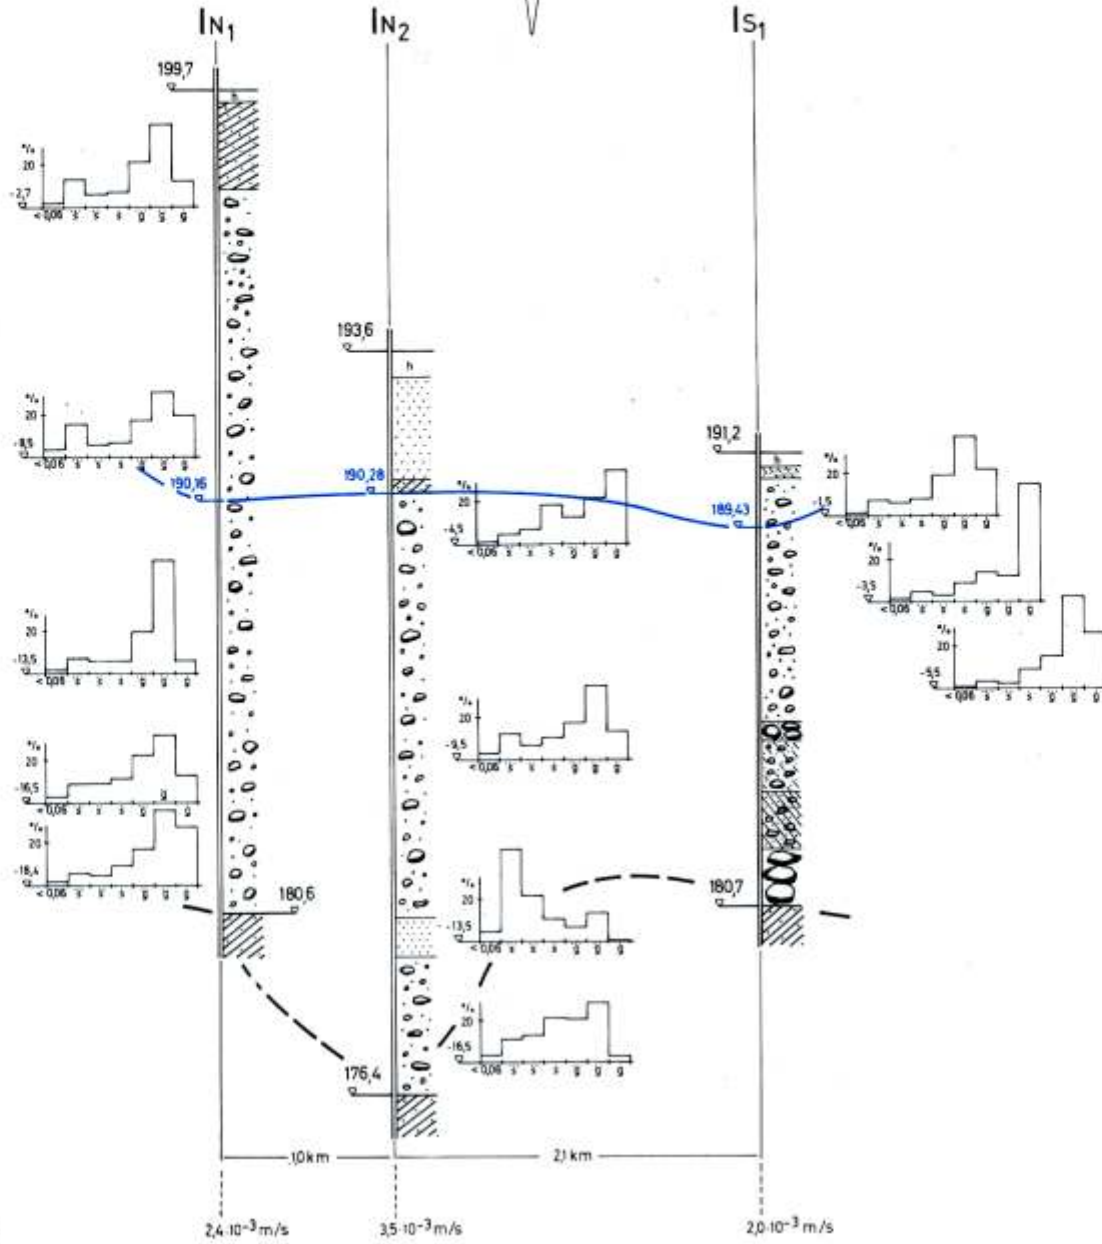 IN1
IN2
IS1
199,7
°/o
20
-2,7
<0,06 s s s g g g
193,6
h
191,2
h
°/o
20
-8,5
<0,06 s s s g g g
190,16
190,28
189,43
°/o
20
-4,5
<0,06 s s s g g g
°/o
20
-1,5
<0,06 s s s g g g
°/o
20
-3,5
<0,06 s s s g g g
°/o
20
-13,5
<0,06 s s s g g g
°/o
20
-5,5
<0,06 s s s g g g
°/o
20
-9,5
<0,06 s s s g g g
°/o
20
-16,5
<0,06 s s s g g g
°/o
20
-18,4
<0,06 s s s g g g
180,6
°/o
20
-13,5
<0,06 s s s g g g
180,7
°/o
20
-16,5
<0,06 s s s g g g
176,4
1,0 km
2,1 km
2,4·10⁻³ m/s
3,5·10⁻³ m/s
2,0·10⁻³ m/s